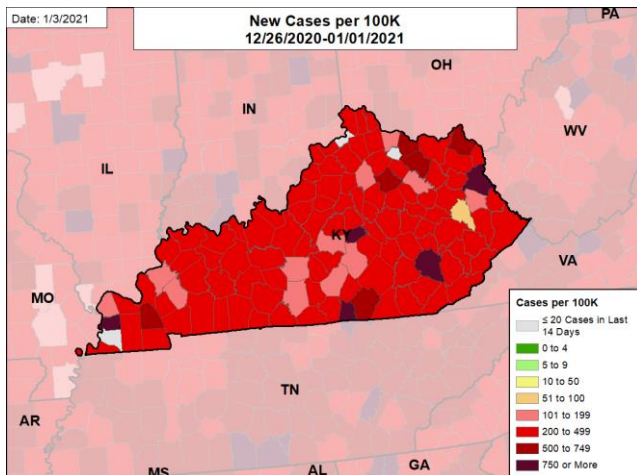 Date: 1/3/2021
New Cases per 100K
12/26/2020-01/01/2021
PA
OH
IN
WV
IL
KY
VA
MO
TN
AR
MS
AL
GA
Cases per 100K
≤ 20 Cases in Last
14 Days
0 to 4
5 to 9
10 to 50
51 to 100
101 to 199
200 to 499
500 to 749
750 or More